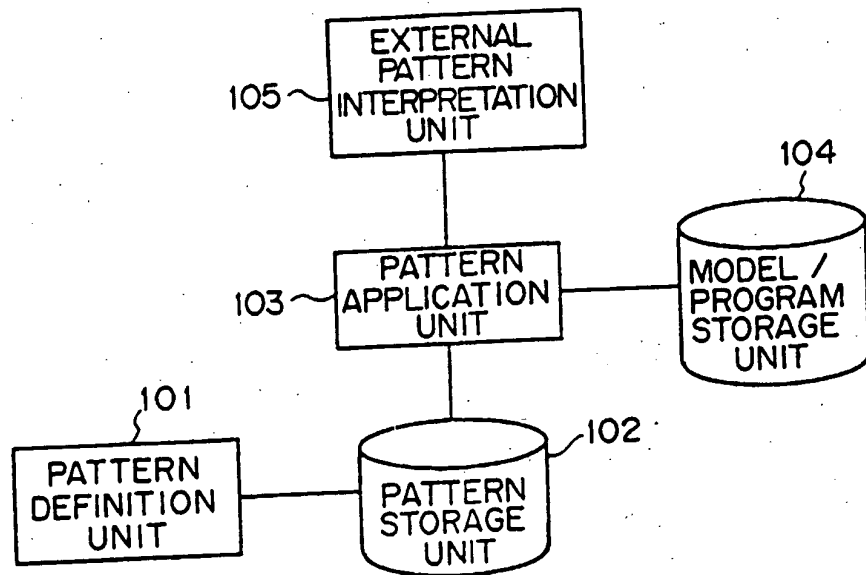 EXTERNAL
PATTERN
INTERPRETATION
UNIT
105
104
PATTERN
APPLICATION
UNIT
103
MODEL /
PROGRAM
STORAGE
UNIT
101
102
PATTERN
DEFINITION
UNIT
PATTERN
STORAGE
UNIT